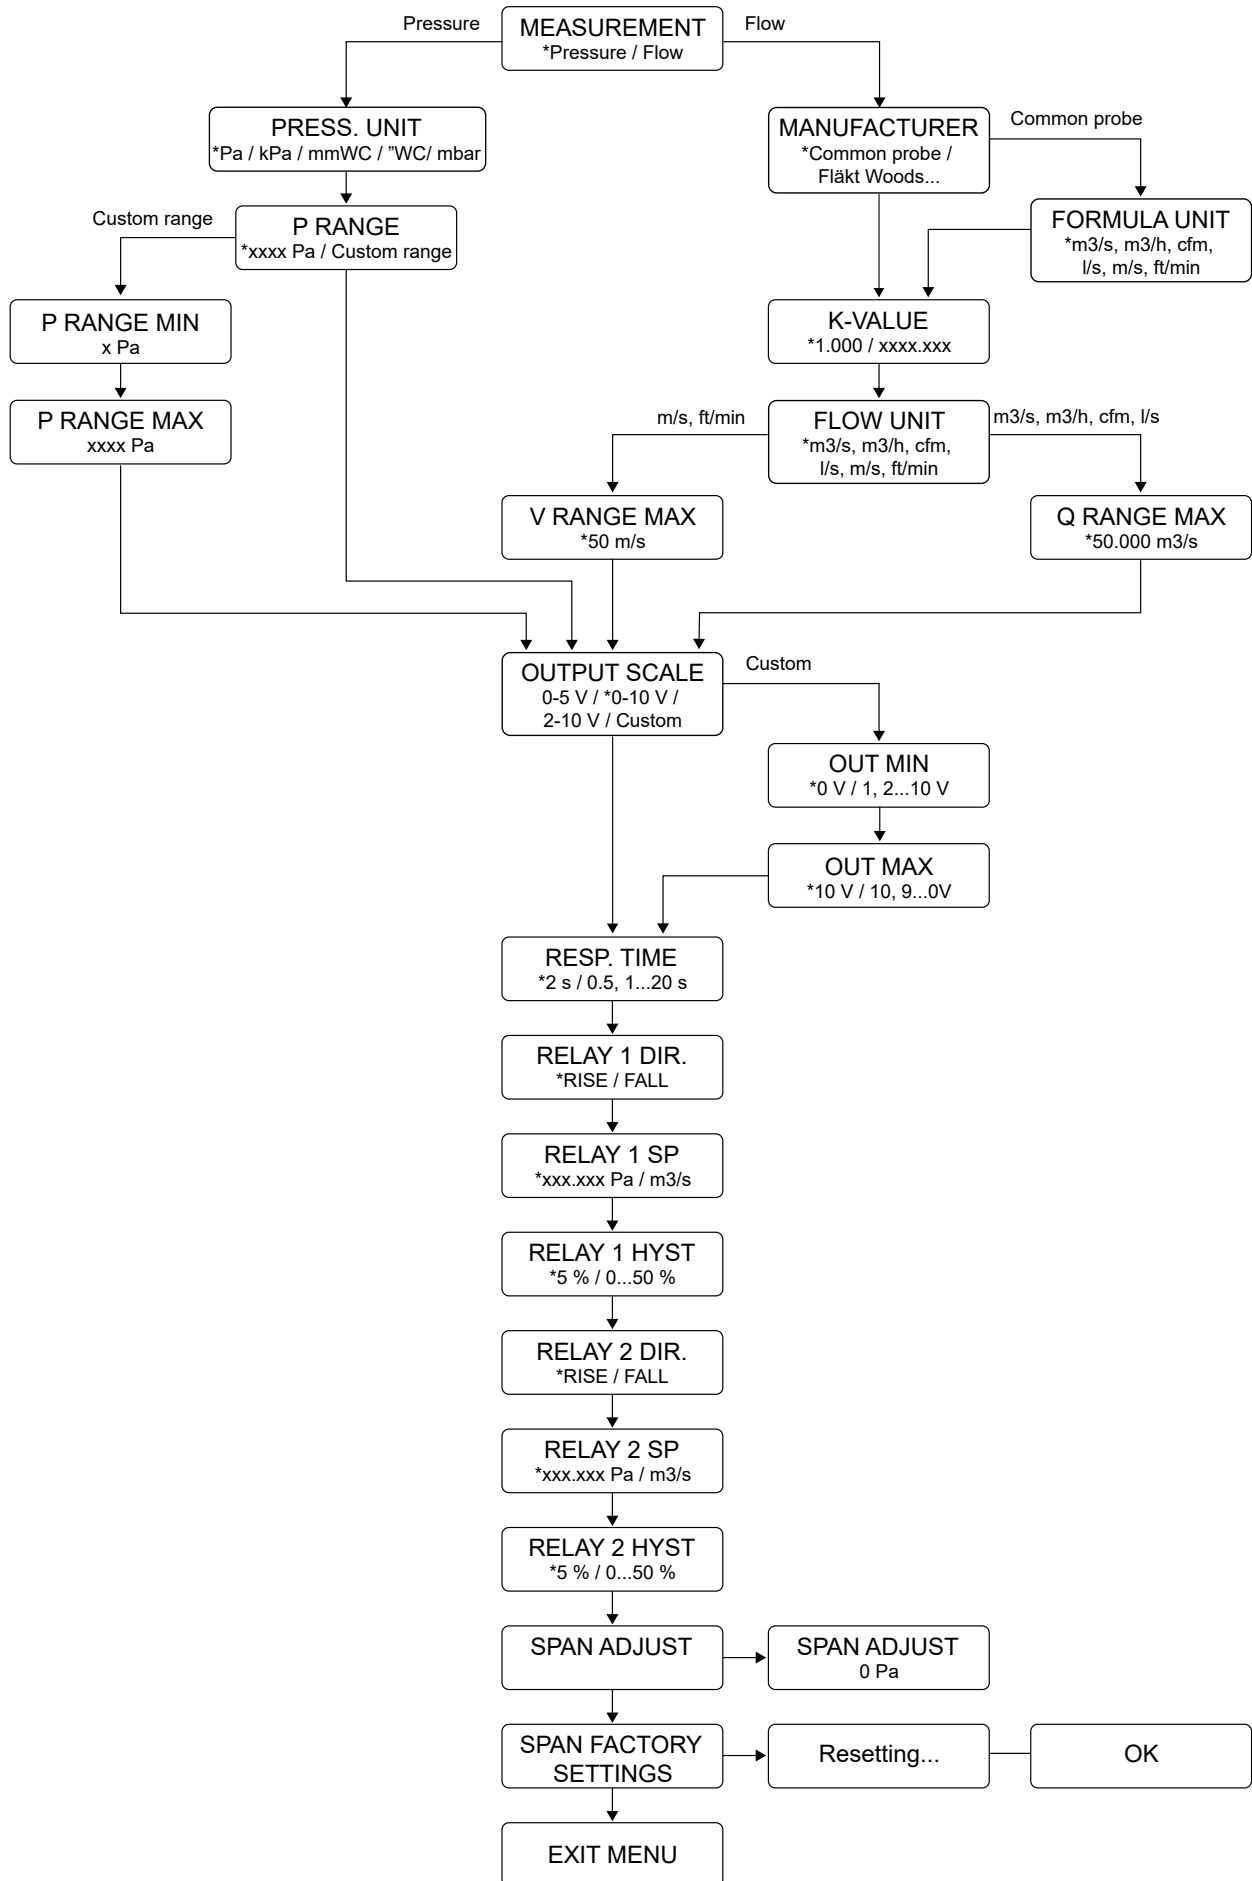 Pressure
MEASUREMENT
*Pressure / Flow
Flow
PRESS. UNIT
*Pa / kPa / mmWC / ”WC/ mbar
MANUFACTURER
*Common probe /
Fläkt Woods...
Common probe
Custom range
P RANGE
*xxxx Pa / Custom range
FORMULA UNIT
*m3/s, m3/h, cfm,
l/s, m/s, ft/min
P RANGE MIN
x Pa
K-VALUE
*1.000 / xxxx.xxx
P RANGE MAX
xxxx Pa
m/s, ft/min
FLOW UNIT
*m3/s, m3/h, cfm,
l/s, m/s, ft/min
m3/s, m3/h, cfm, l/s
V RANGE MAX
*50 m/s
Q RANGE MAX
*50.000 m3/s
OUTPUT SCALE
0-5 V / *0-10 V /
2-10 V / Custom
Custom
OUT MIN
*0 V / 1, 2...10 V
OUT MAX
*10 V / 10, 9...0V
RESP. TIME
*2 s / 0.5, 1...20 s
RELAY 1 DIR.
*RISE / FALL
RELAY 1 SP
*xxx.xxx Pa / m3/s
RELAY 1 HYST
*5 % / 0...50 %
RELAY 2 DIR.
*RISE / FALL
RELAY 2 SP
*xxx.xxx Pa / m3/s
RELAY 2 HYST
*5 % / 0...50 %
SPAN ADJUST
SPAN ADJUST
0 Pa
SPAN FACTORY
SETTINGS
Resetting...
OK
EXIT MENU